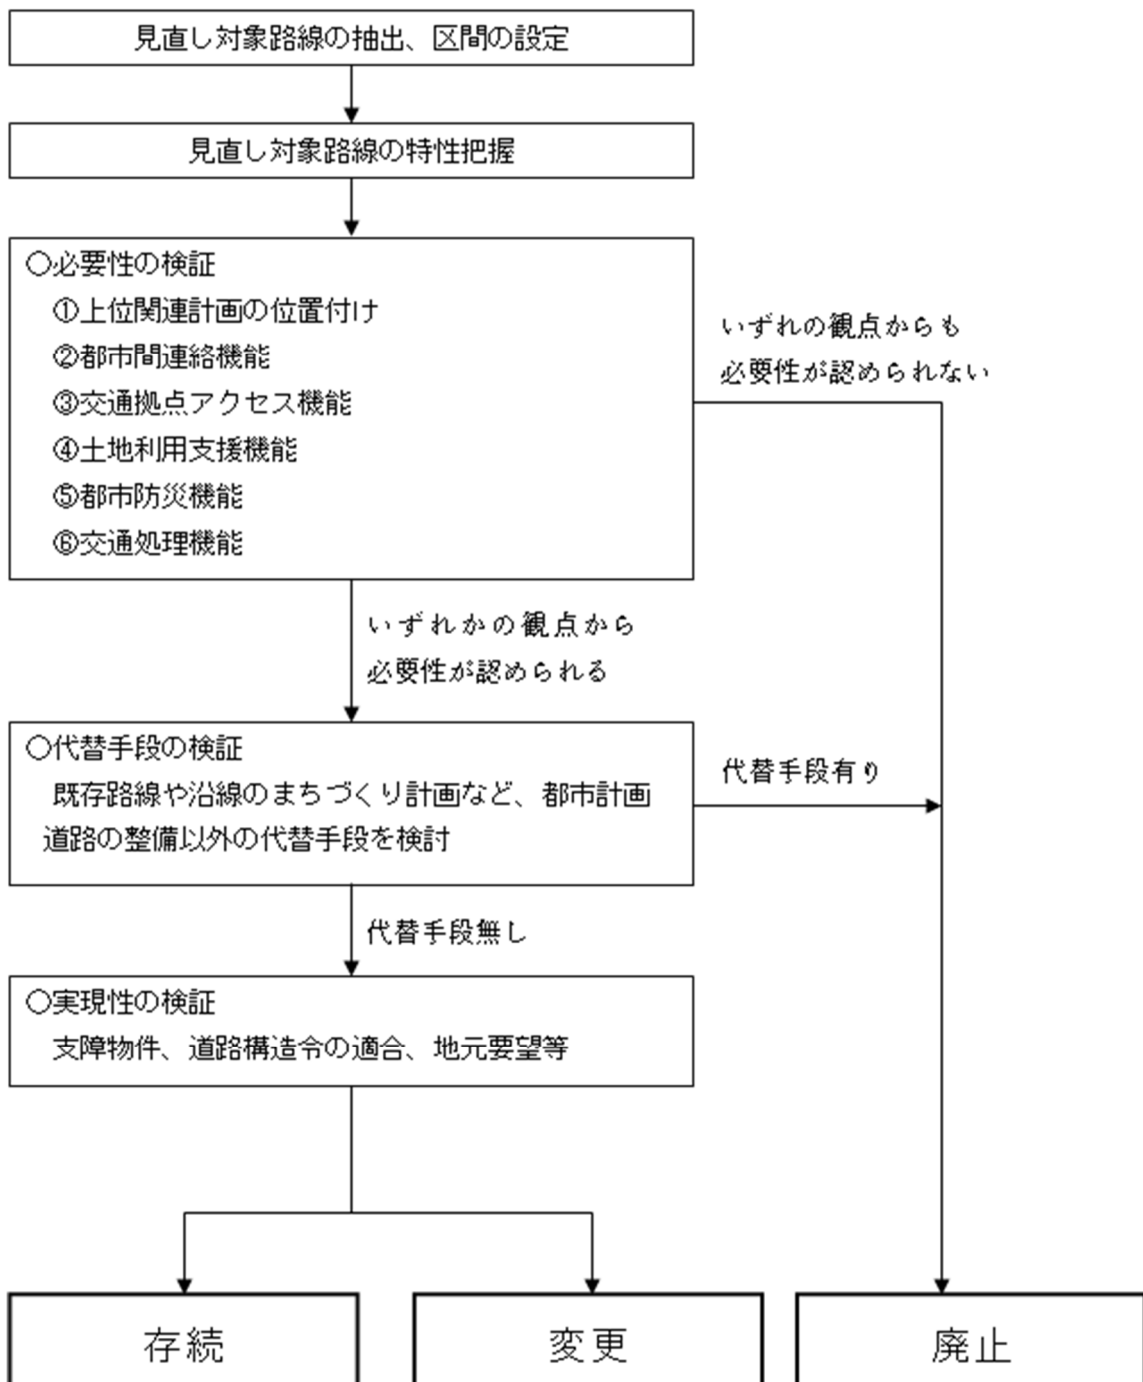 見直し対象路線の抽出、区間の設定
見直し対象路線の特性把握
○必要性の検証
①上位関連計画の位置付け
②都市間連絡機能
③交通拠点アクセス機能
④土地利用支援機能
⑤都市防災機能
⑥交通処理機能
いずれの観点からも
必要性が認められない
いずれかの観点から
必要性が認められる
○代替手段の検証
既存路線や沿線のまちづくり計画など、都市計画
道路の整備以外の代替手段を検討
代替手段有り
代替手段無し
○実現性の検証
支障物件、道路構造令の適合、地元要望等
存続
変更
廃止